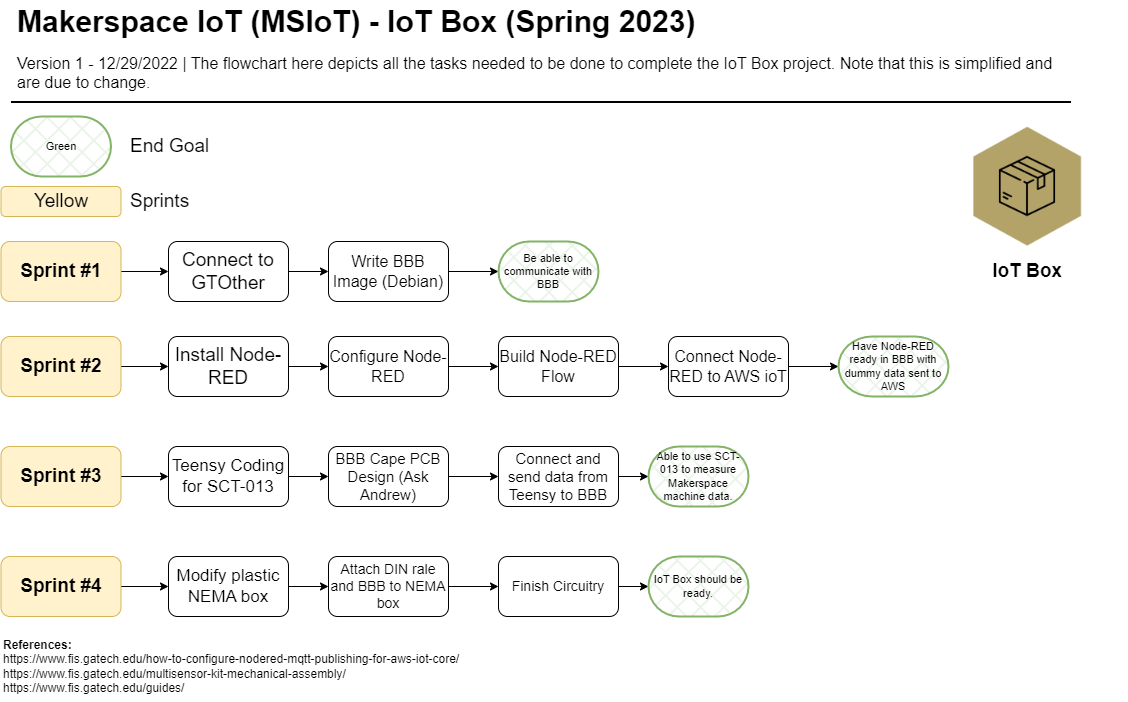 Makerspace IoT (MSIoT) - IoT Box (Spring 2023)
Version 1 - 12/29/2022 | The flowchart here depicts all the tasks needed to be done to complete the IoT Box project. Note that this is simplified and
are due to change.
Green
End Goal
Yellow
Sprints
IoT Box
Sprint #1
Connect to
GTOther
Write BBB
Image (Debian)
Be able to
communicate with
BBB
Sprint #2
Install Node-
RED
Configure Node-
RED
Build Node-RED
Flow
Connect Node-
RED to AWS ioT
Have Node-RED
ready in BBB with
dummy data sent to
AWS
Sprint #3
Teensy Coding
for SCT-013
BBB Cape PCB
Design (Ask
Andrew)
Connect and
send data from
Teensy to BBB
Able to use SCT-
013 to measure
Makerspace
machine data.
Sprint #4
Modify plastic
NEMA box
Attach DIN rale
and BBB to NEMA
box
Finish Circuitry
IoT Box should be
ready.
References:
https://www.fis.gatech.edu/how-to-configure-nodered-mqtt-publishing-for-aws-iot-core/
https://www.fis.gatech.edu/multisensor-kit-mechanical-assembly/
https://www.fis.gatech.edu/guides/